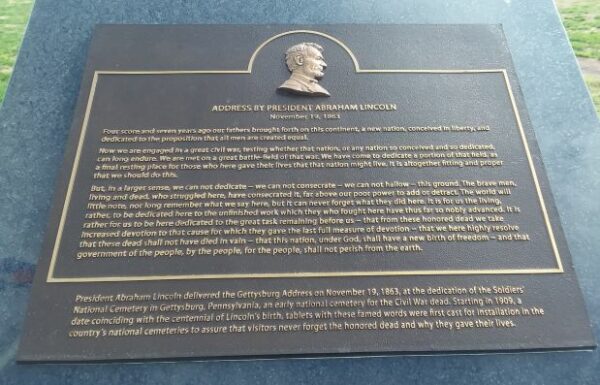 ADDRESS BY PRESIDENT ABRAHAM LINCOLN
November 19, 1863
Four score and seven years ago our fathers brought forth on this continent, a new nation, conceived in liberty, and
dedicated to the proposition that all men are created equal.
Now we are engaged in a great civil war, testing whether that nation, or any nation so conceived and so dedicated,
can long endure. We are met on a great battle-field of that war. We have come to dedicate a portion of that field, as
a final resting place for those who here gave their lives that that nation might live. It is altogether fitting and proper
that we should do this.
But, in a larger sense, we can not dedicate — we can not consecrate — we can not hallow — this ground. The brave men,
living and dead, who struggled here, have consecrated it, far above our poor power to add or detract. The world will
little note, nor long remember what we say here, but it can never forget what they did here. It is for us the living,
rather, to be dedicated here to the unfinished work which they who fought here have thus far so nobly advanced. It is
rather for us to be here dedicated to the great task remaining before us — that from these honored dead we take
increased devotion to that cause for which they gave the last full measure of devotion — that we here highly resolve
that these dead shall not have died in vain — that this nation, under God, shall have a new birth of freedom — and that
government of the people, by the people, for the people, shall not perish from the earth.
President Abraham Lincoln delivered the Gettysburg Address on November 19, 1863, at the dedication of the Soldiers'
National Cemetery in Gettysburg, Pennsylvania, an early national cemetery for the Civil War dead. Starting in 1909, a
date coinciding with the centennial of Lincoln's birth, tablets with these famed words were first cast for installation in the
country's national cemeteries to assure that visitors never forget the honored dead and why they gave their lives.